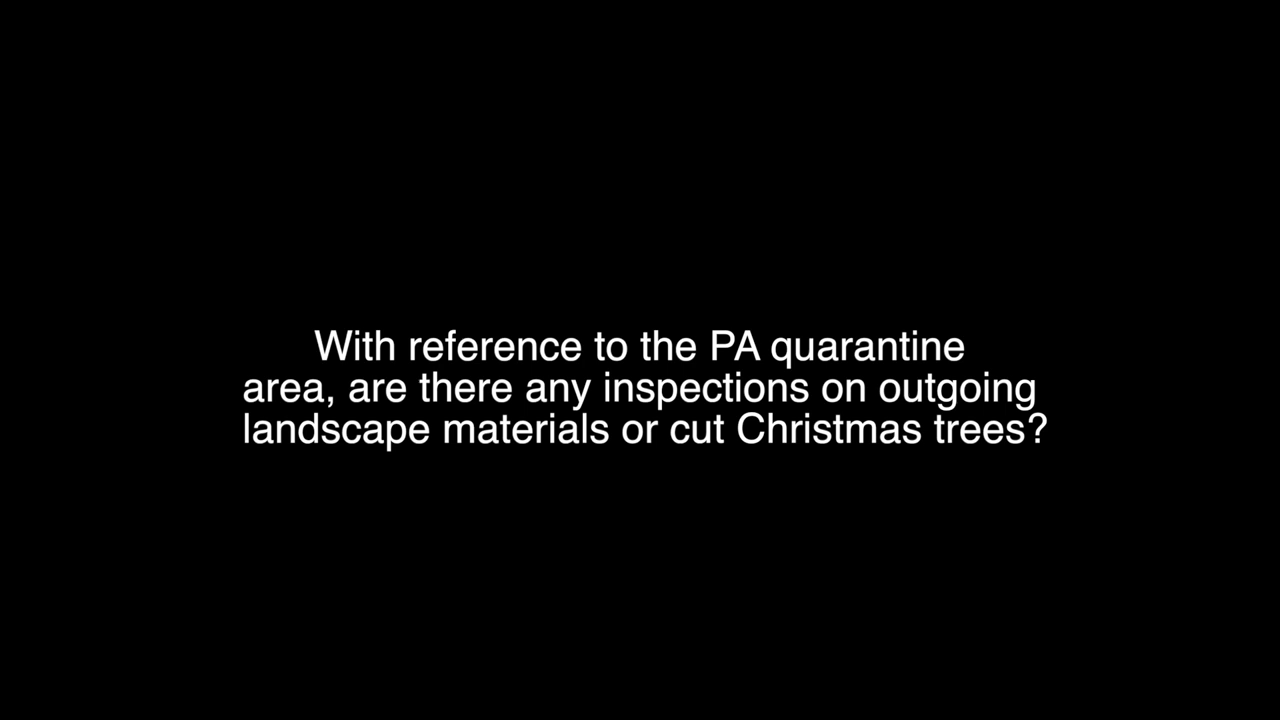 With reference to the PA quarantine
area, are there any inspections on outgoing
landscape materials or cut Christmas trees?